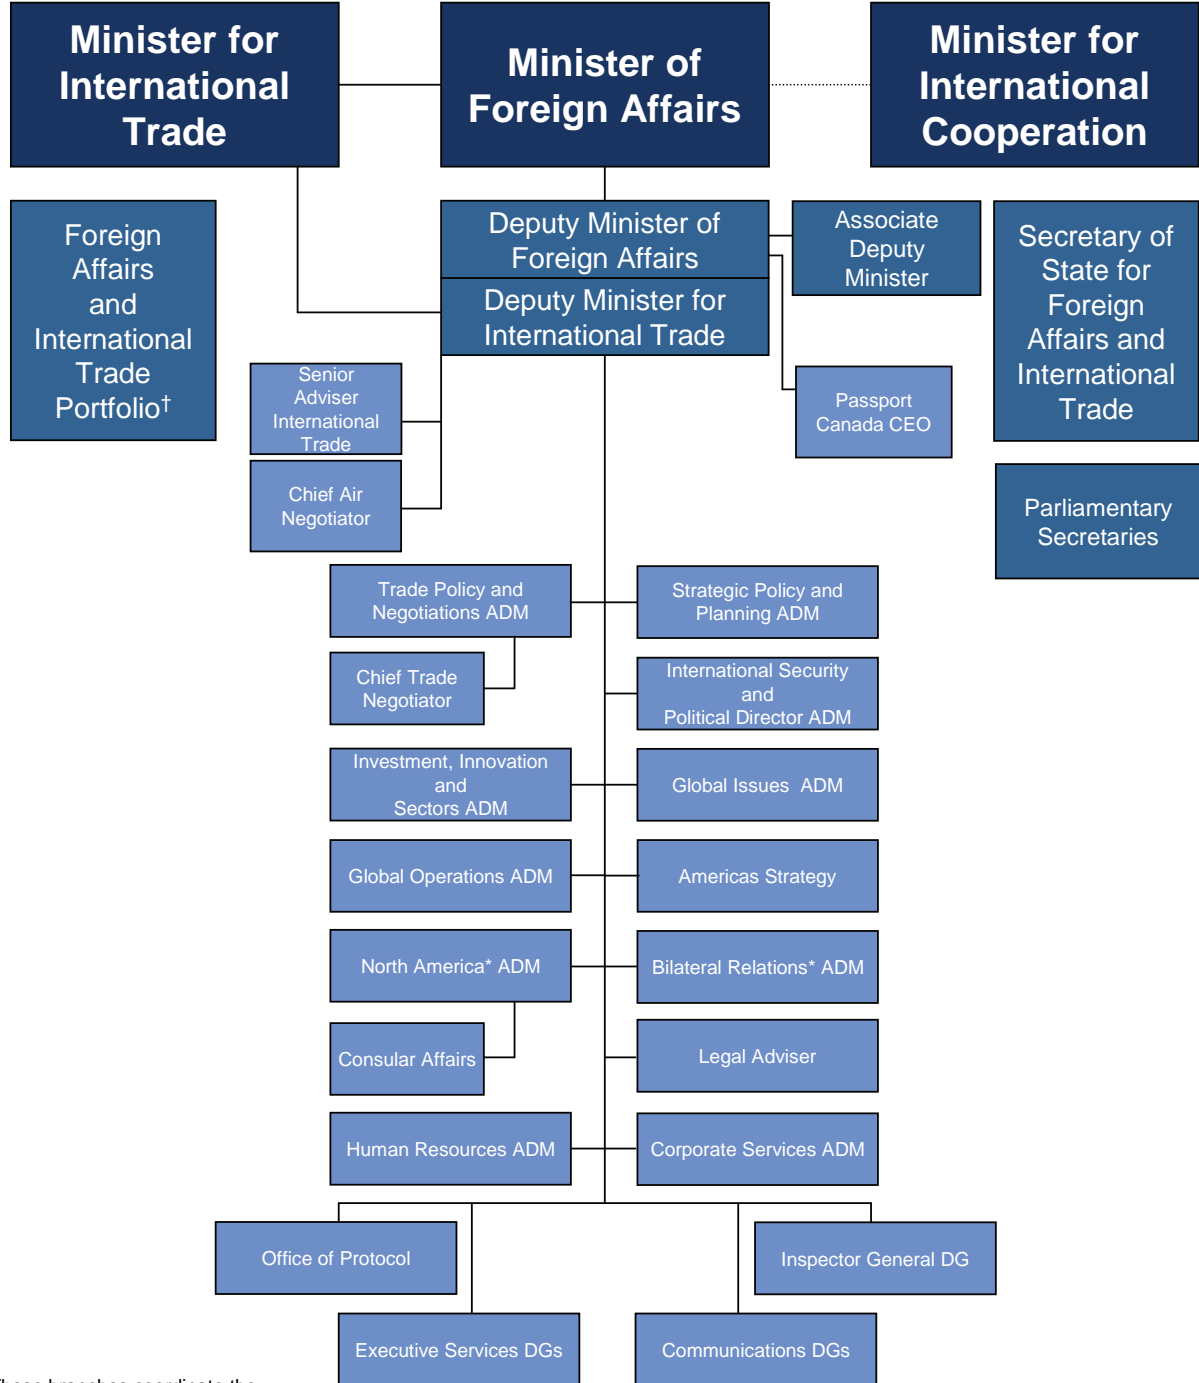 Minister for
International
Trade
Minister of
Foreign Affairs
Minister for
International
Cooperation
Foreign
Affairs
and
International
Trade
Portfolio†
Deputy Minister of
Foreign Affairs
Deputy Minister for
International Trade
Associate
Deputy
Minister
Secretary of
State for
Foreign
Affairs and
International
Trade
Senior
Adviser
International
Trade
Passport
Canada CEO
Chief Air
Negotiator
Parliamentary
Secretaries
Trade Policy and
Negotiations ADM
Strategic Policy and
Planning ADM
Chief Trade
Negotiator
International Security
and
Political Director ADM
Investment, Innovation
and
Sectors ADM
Global Issues ADM
Global Operations ADM
Americas Strategy
North America* ADM
Bilateral Relations* ADM
Consular Affairs
Legal Adviser
Human Resources ADM
Corporate Services ADM
Office of Protocol
Inspector General DG
Executive Services DGs
Communications DGs